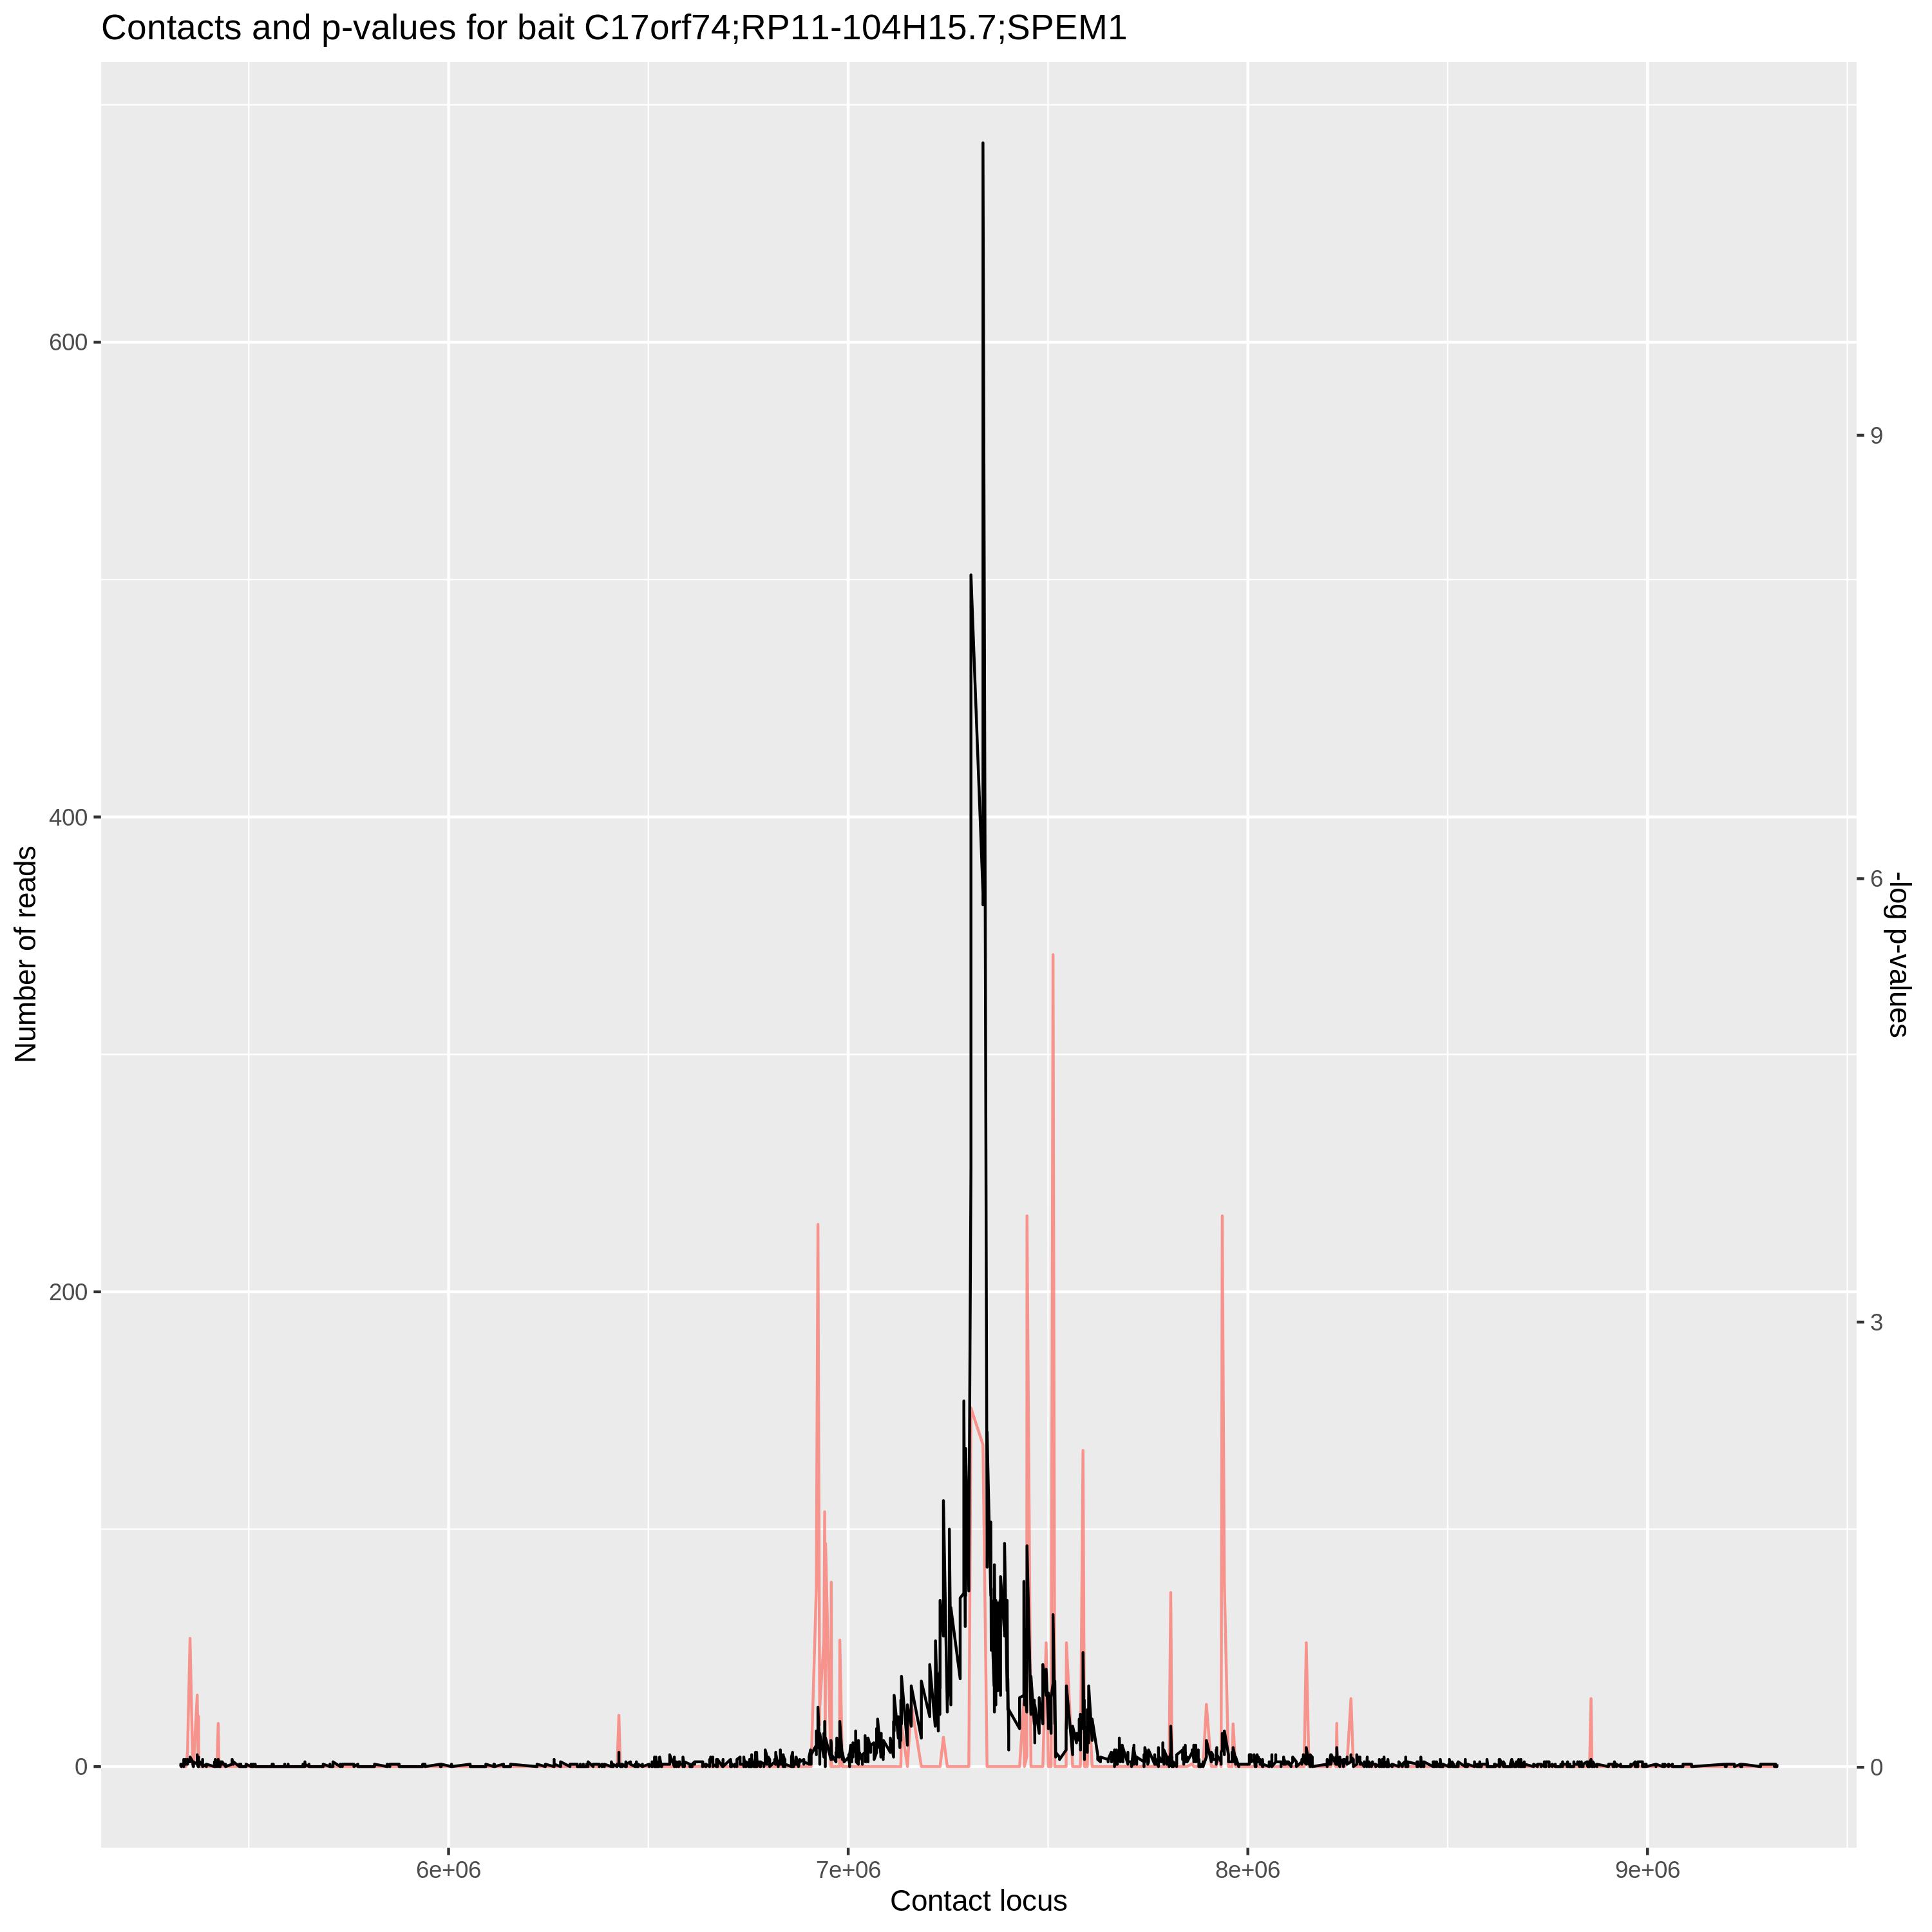 Contacts and p-values for bait C17orf74;RP11-104H15.7;SPEM1
Number of reads
600
400
200
0
9
6
3
0
-log p-values
6e+06
7e+06
8e+06
9e+06
Contact locus